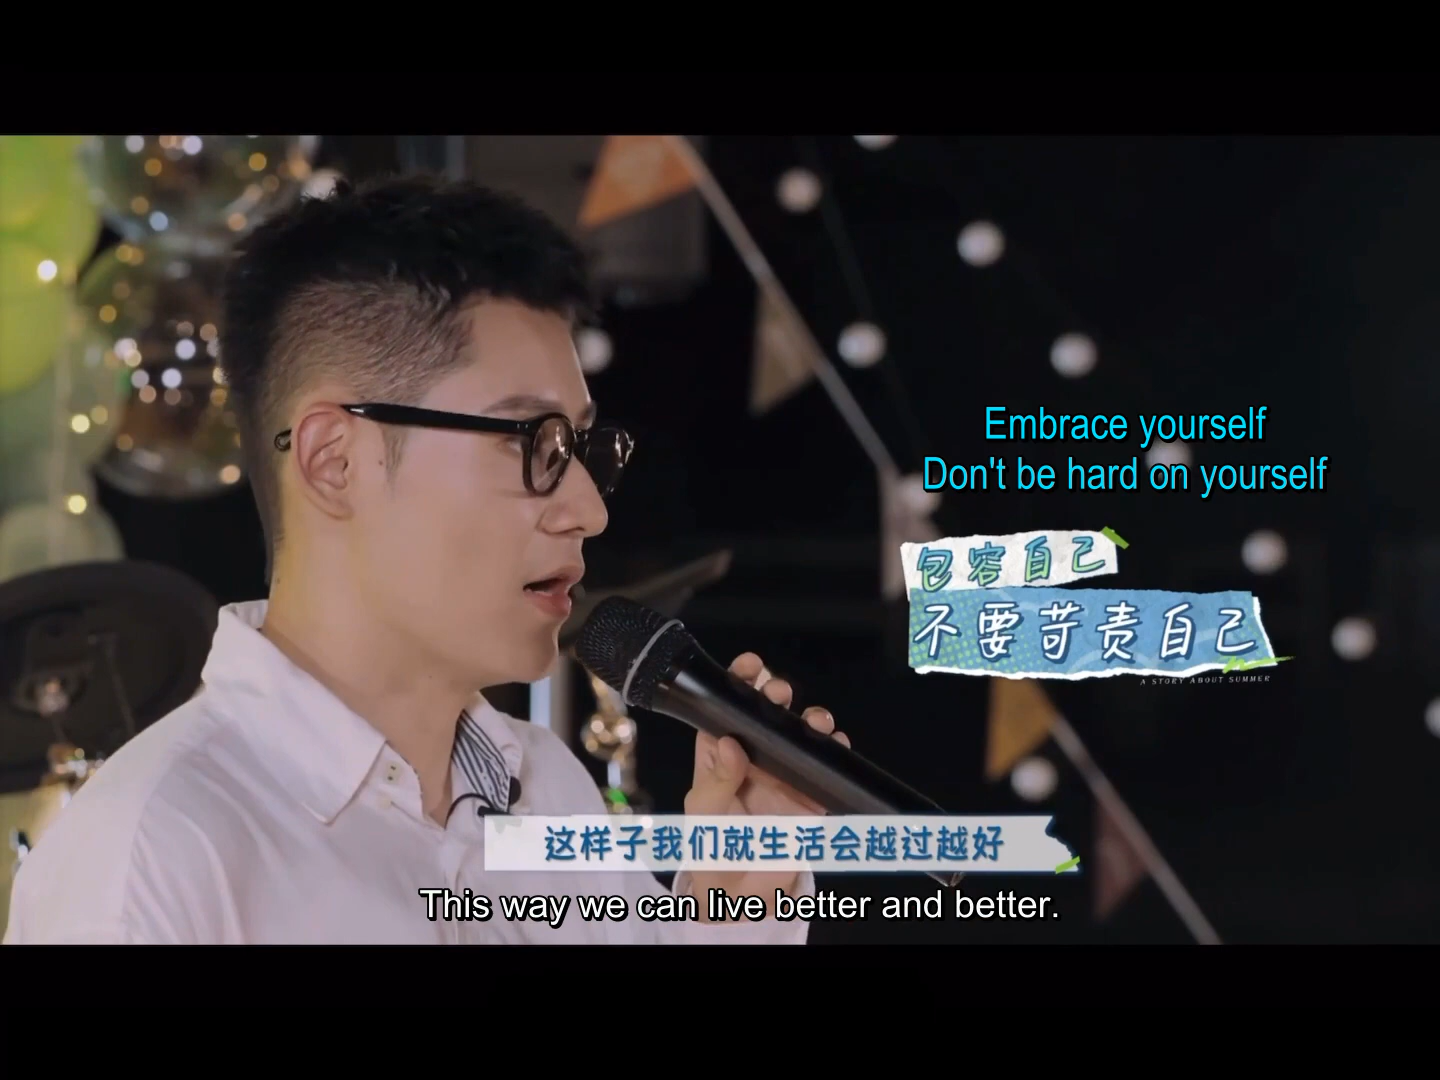 Embrace yourself
Don't be hard on yourself
包容自己
不要苛责自己
A STORY ABOUT SUMMER
这样子我们就生活会越过越好
This way we can live better and better.